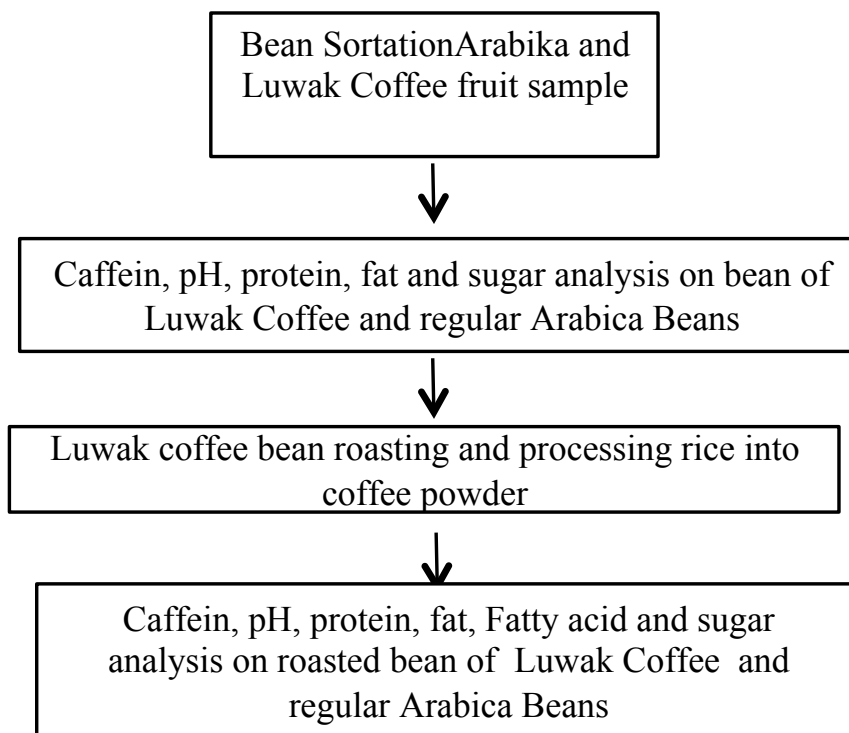 Bean SortationArabika and
Luwak Coffee fruit sample
Caffein, pH, protein, fat and sugar analysis on bean of
Luwak Coffee and regular Arabica Beans
Luwak coffee bean roasting and processing rice into
coffee powder
Caffein, pH, protein, fat, Fatty acid and sugar
analysis on roasted bean of Luwak Coffee and
regular Arabica Beans